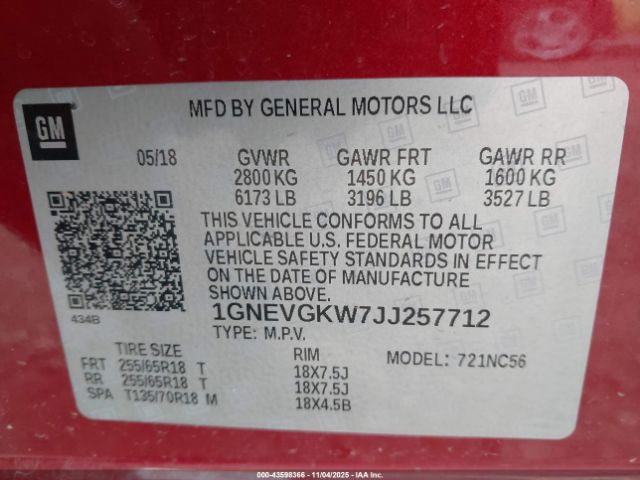 GM
MFD BY GENERAL MOTORS LLC
05/18 GVWR GAWR FRT GAWR RR
2800 KG 1450 KG 1600 KG
6173 LB 3196 LB 3527 LB
THIS VEHICLE CONFORMS TO ALL
APPLICABLE U.S. FEDERAL MOTOR
VEHICLE SAFETY STANDARDS IN EFFECT
ON THE DATE OF MANUFACTURE
SHOWN ABOVE.
434B
1GNEVGKW7JJ257712
TYPE: M.P.V.
TIRE SIZE RIM MODEL: 721NC56
FRT 255/65R18 T 18X7.5J
RR 255/65R18 T 18X7.5J
SPA T135/70R18 M 18X4.5B
000-43598366 - 11/04/2025 - IAA Inc.